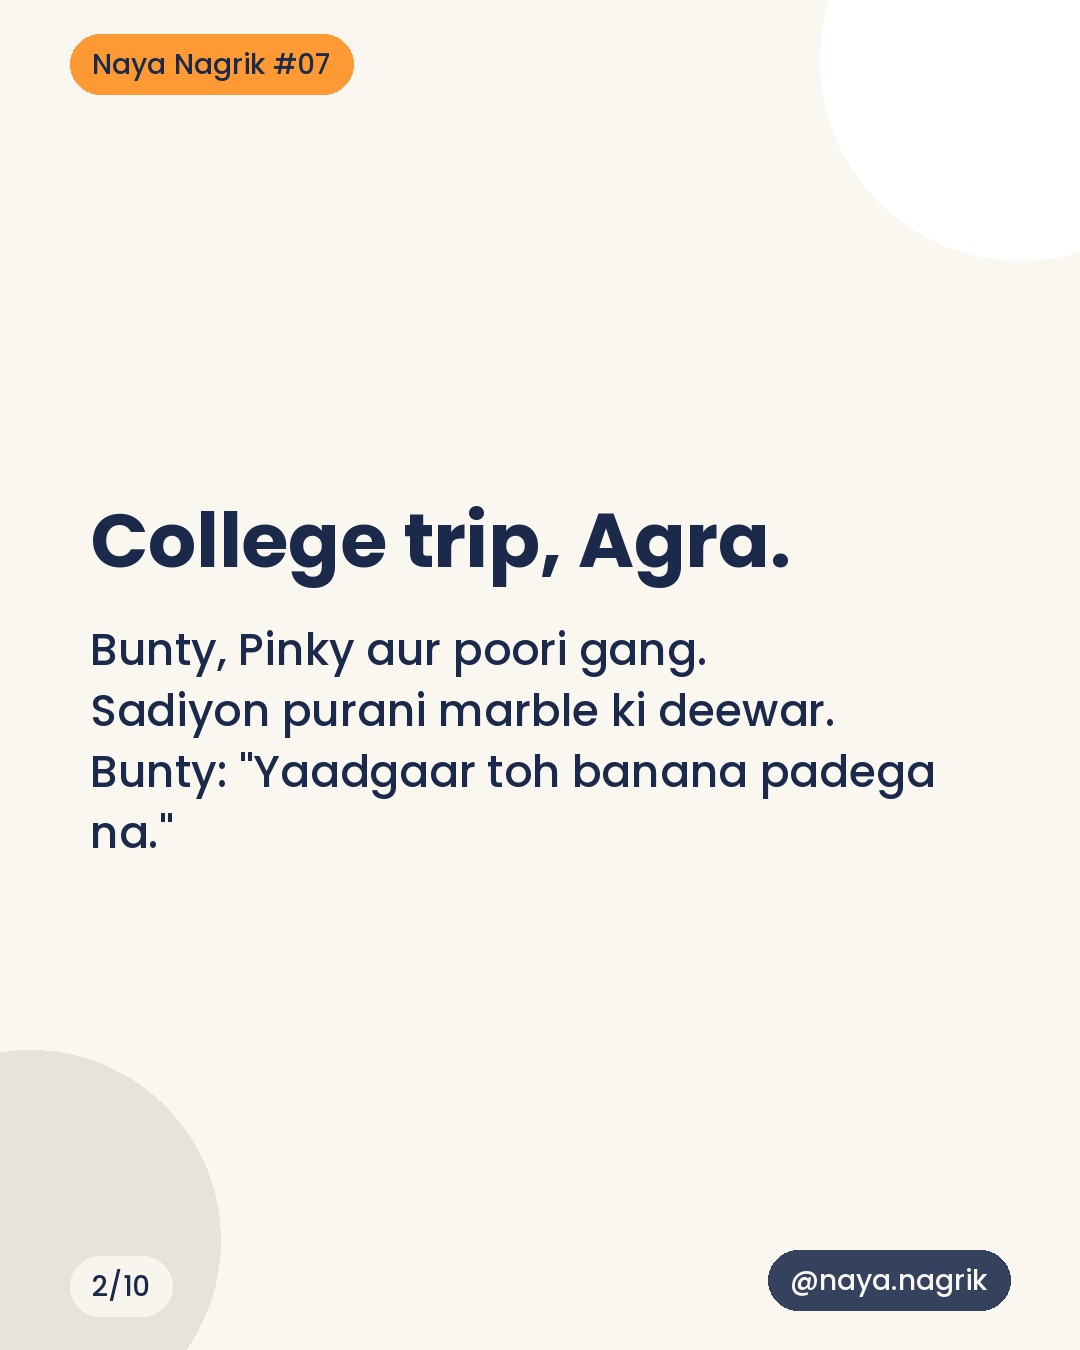 Naya Nagrik #07
College trip, Agra.
Bunty, Pinky aur poori gang.
Sadiyon purani marble ki deewar.
Bunty: "Yaadgaar toh banana padega
na."
2/10
@naya.nagrik